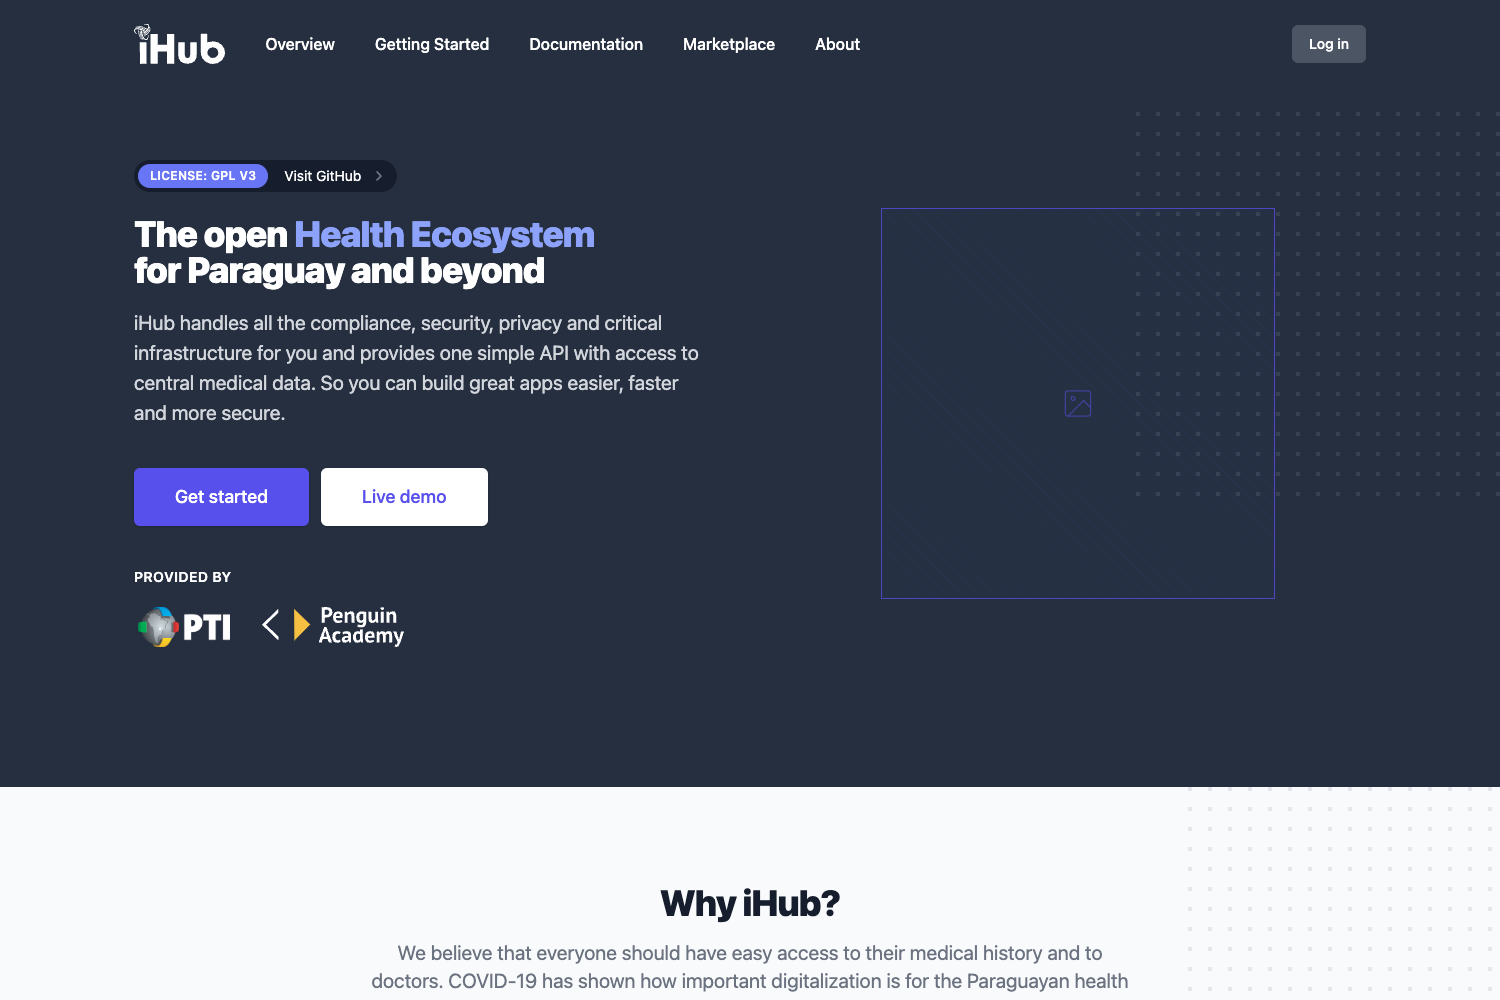 iHub
Overview
Getting Started
Documentation
Marketplace
About
Log in
LICENSE: GPL V3
Visit GitHub
The open Health Ecosystem
for Paraguay and beyond
iHub handles all the compliance, security, privacy and critical
infrastructure for you and provides one simple API with access to
central medical data. So you can build great apps easier, faster
and more secure.
Get started
Live demo
PROVIDED BY
PTI
Penguin
Academy
Why iHub?
We believe that everyone should have easy access to their medical history and to
doctors. COVID-19 has shown how important digitalization is for the Paraguayan health